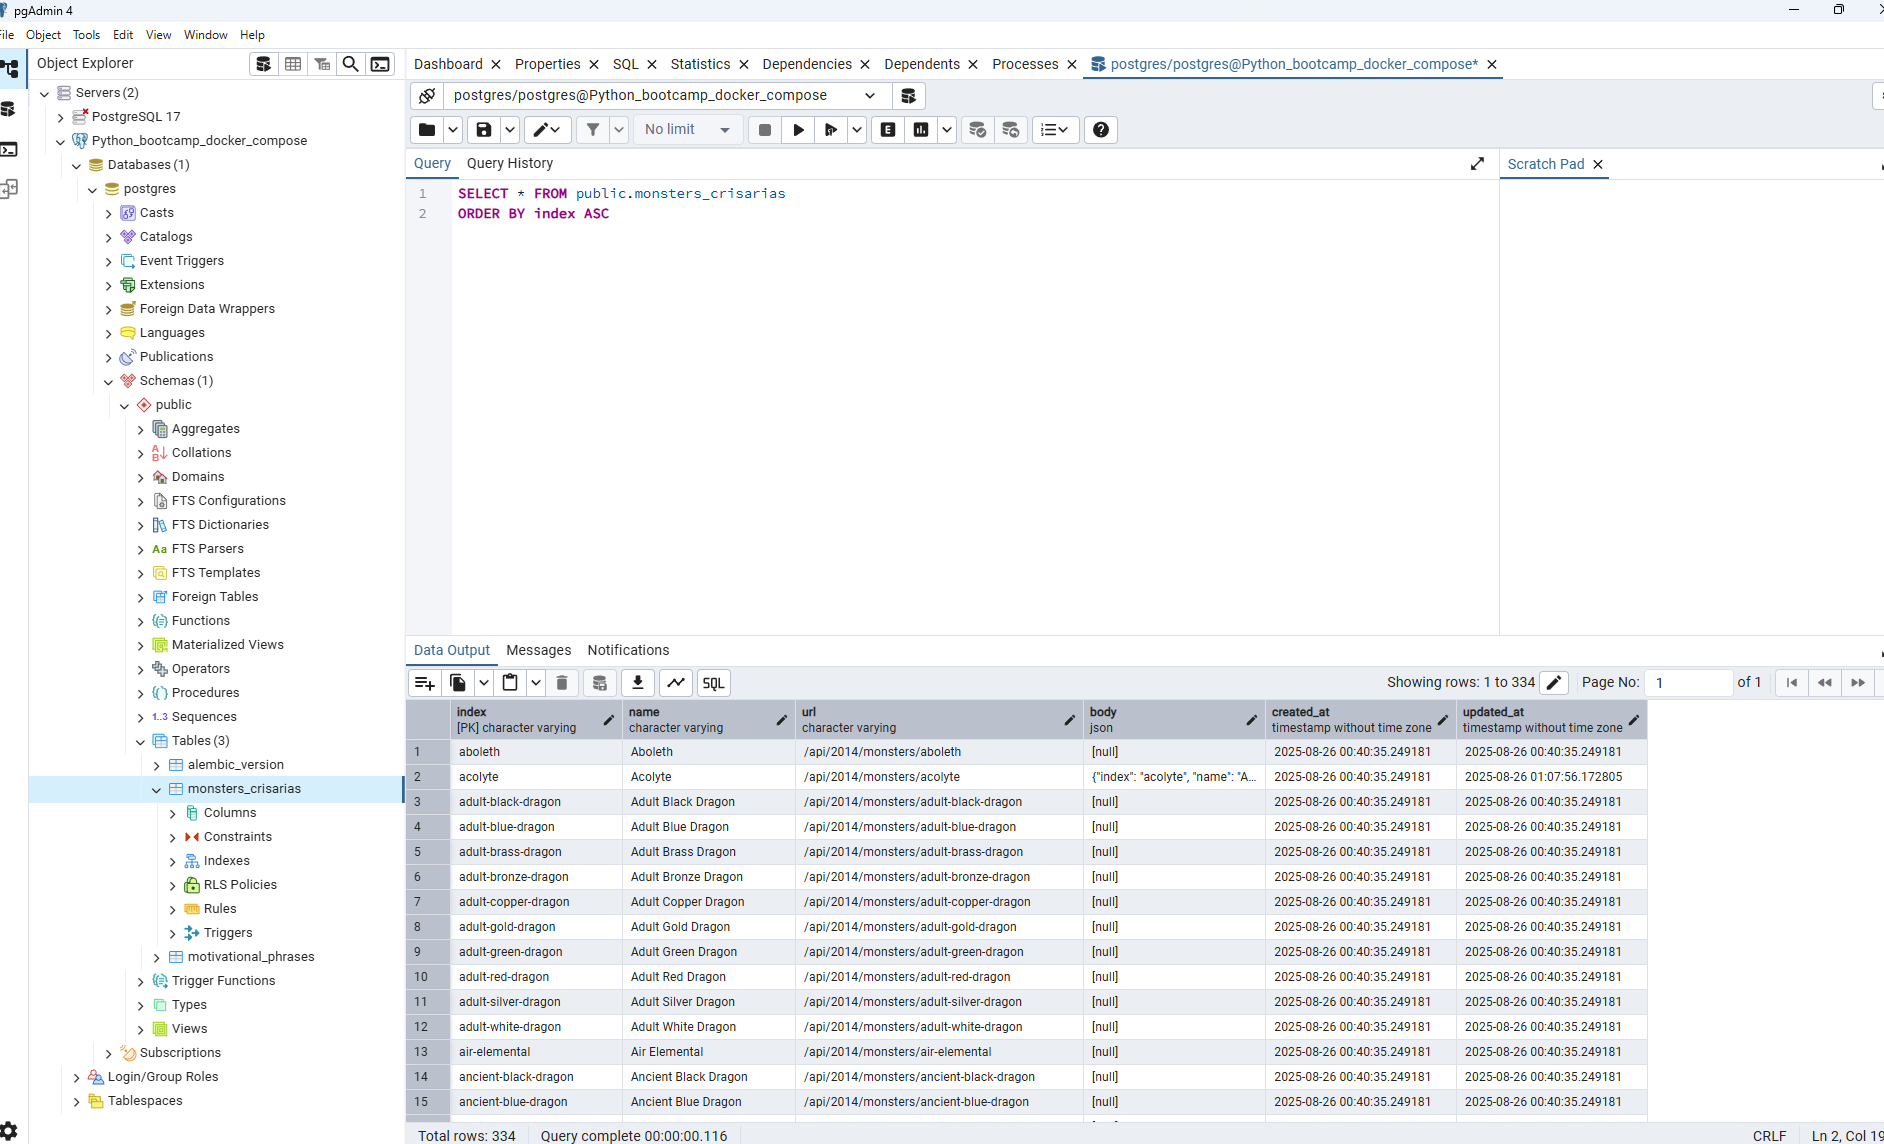 pgAdmin 4
File Object Tools Edit View Window Help
Object Explorer
Servers (2)
PostgreSQL 17
Python_bootcamp_docker_compose
Databases (1)
postgres
Casts
Catalogs
Event Triggers
Extensions
Foreign Data Wrappers
Languages
Publications
Schemas (1)
public
Aggregates
Collations
Domains
FTS Configurations
FTS Dictionaries
Aa FTS Parsers
FTS Templates
Foreign Tables
Functions
Materialized Views
Operators
Procedures
1..3 Sequences
Tables (3)
alembic_version
monsters_crisarias
Columns
Constraints
Indexes
RLS Policies
Rules
Triggers
motivational_phrases
Trigger Functions
Types
Views
Subscriptions
Login/Group Roles
Tablespaces
Dashboard Properties SQL Statistics Dependencies Dependents Processes postgres/postgres@Python_bootcamp_docker_compose*
postgres/postgres@Python_bootcamp_docker_compose
No limit
E
Query Query History
Scratch Pad
1 SELECT * FROM public.monsters_crisarias
2 ORDER BY index ASC
Data Output Messages Notifications
SQL
Showing rows: 1 to 334 Page No: 1 of 1
index name url body created_at updated_at
[PK] character varying character varying character varying json timestamp without time zone timestamp without time zone
1 aboleth Aboleth /api/2014/monsters/aboleth [null] 2025-08-26 00:40:35.249181 2025-08-26 00:40:35.249181
2 acolyte Acolyte /api/2014/monsters/acolyte {"index": "acolyte", "name": "A... 2025-08-26 00:40:35.249181 2025-08-26 01:07:56.172805
3 adult-black-dragon Adult Black Dragon /api/2014/monsters/adult-black-dragon [null] 2025-08-26 00:40:35.249181 2025-08-26 00:40:35.249181
4 adult-blue-dragon Adult Blue Dragon /api/2014/monsters/adult-blue-dragon [null] 2025-08-26 00:40:35.249181 2025-08-26 00:40:35.249181
5 adult-brass-dragon Adult Brass Dragon /api/2014/monsters/adult-brass-dragon [null] 2025-08-26 00:40:35.249181 2025-08-26 00:40:35.249181
6 adult-bronze-dragon Adult Bronze Dragon /api/2014/monsters/adult-bronze-dragon [null] 2025-08-26 00:40:35.249181 2025-08-26 00:40:35.249181
7 adult-copper-dragon Adult Copper Dragon /api/2014/monsters/adult-copper-dragon [null] 2025-08-26 00:40:35.249181 2025-08-26 00:40:35.249181
8 adult-gold-dragon Adult Gold Dragon /api/2014/monsters/adult-gold-dragon [null] 2025-08-26 00:40:35.249181 2025-08-26 00:40:35.249181
9 adult-green-dragon Adult Green Dragon /api/2014/monsters/adult-green-dragon [null] 2025-08-26 00:40:35.249181 2025-08-26 00:40:35.249181
10 adult-red-dragon Adult Red Dragon /api/2014/monsters/adult-red-dragon [null] 2025-08-26 00:40:35.249181 2025-08-26 00:40:35.249181
11 adult-silver-dragon Adult Silver Dragon /api/2014/monsters/adult-silver-dragon [null] 2025-08-26 00:40:35.249181 2025-08-26 00:40:35.249181
12 adult-white-dragon Adult White Dragon /api/2014/monsters/adult-white-dragon [null] 2025-08-26 00:40:35.249181 2025-08-26 00:40:35.249181
13 air-elemental Air Elemental /api/2014/monsters/air-elemental [null] 2025-08-26 00:40:35.249181 2025-08-26 00:40:35.249181
14 ancient-black-dragon Ancient Black Dragon /api/2014/monsters/ancient-black-dragon [null] 2025-08-26 00:40:35.249181 2025-08-26 00:40:35.249181
15 ancient-blue-dragon Ancient Blue Dragon /api/2014/monsters/ancient-blue-dragon [null] 2025-08-26 00:40:35.249181 2025-08-26 00:40:35.249181
Total rows: 334 Query complete 00:00:00.116 CRLF Ln 2, Col 19